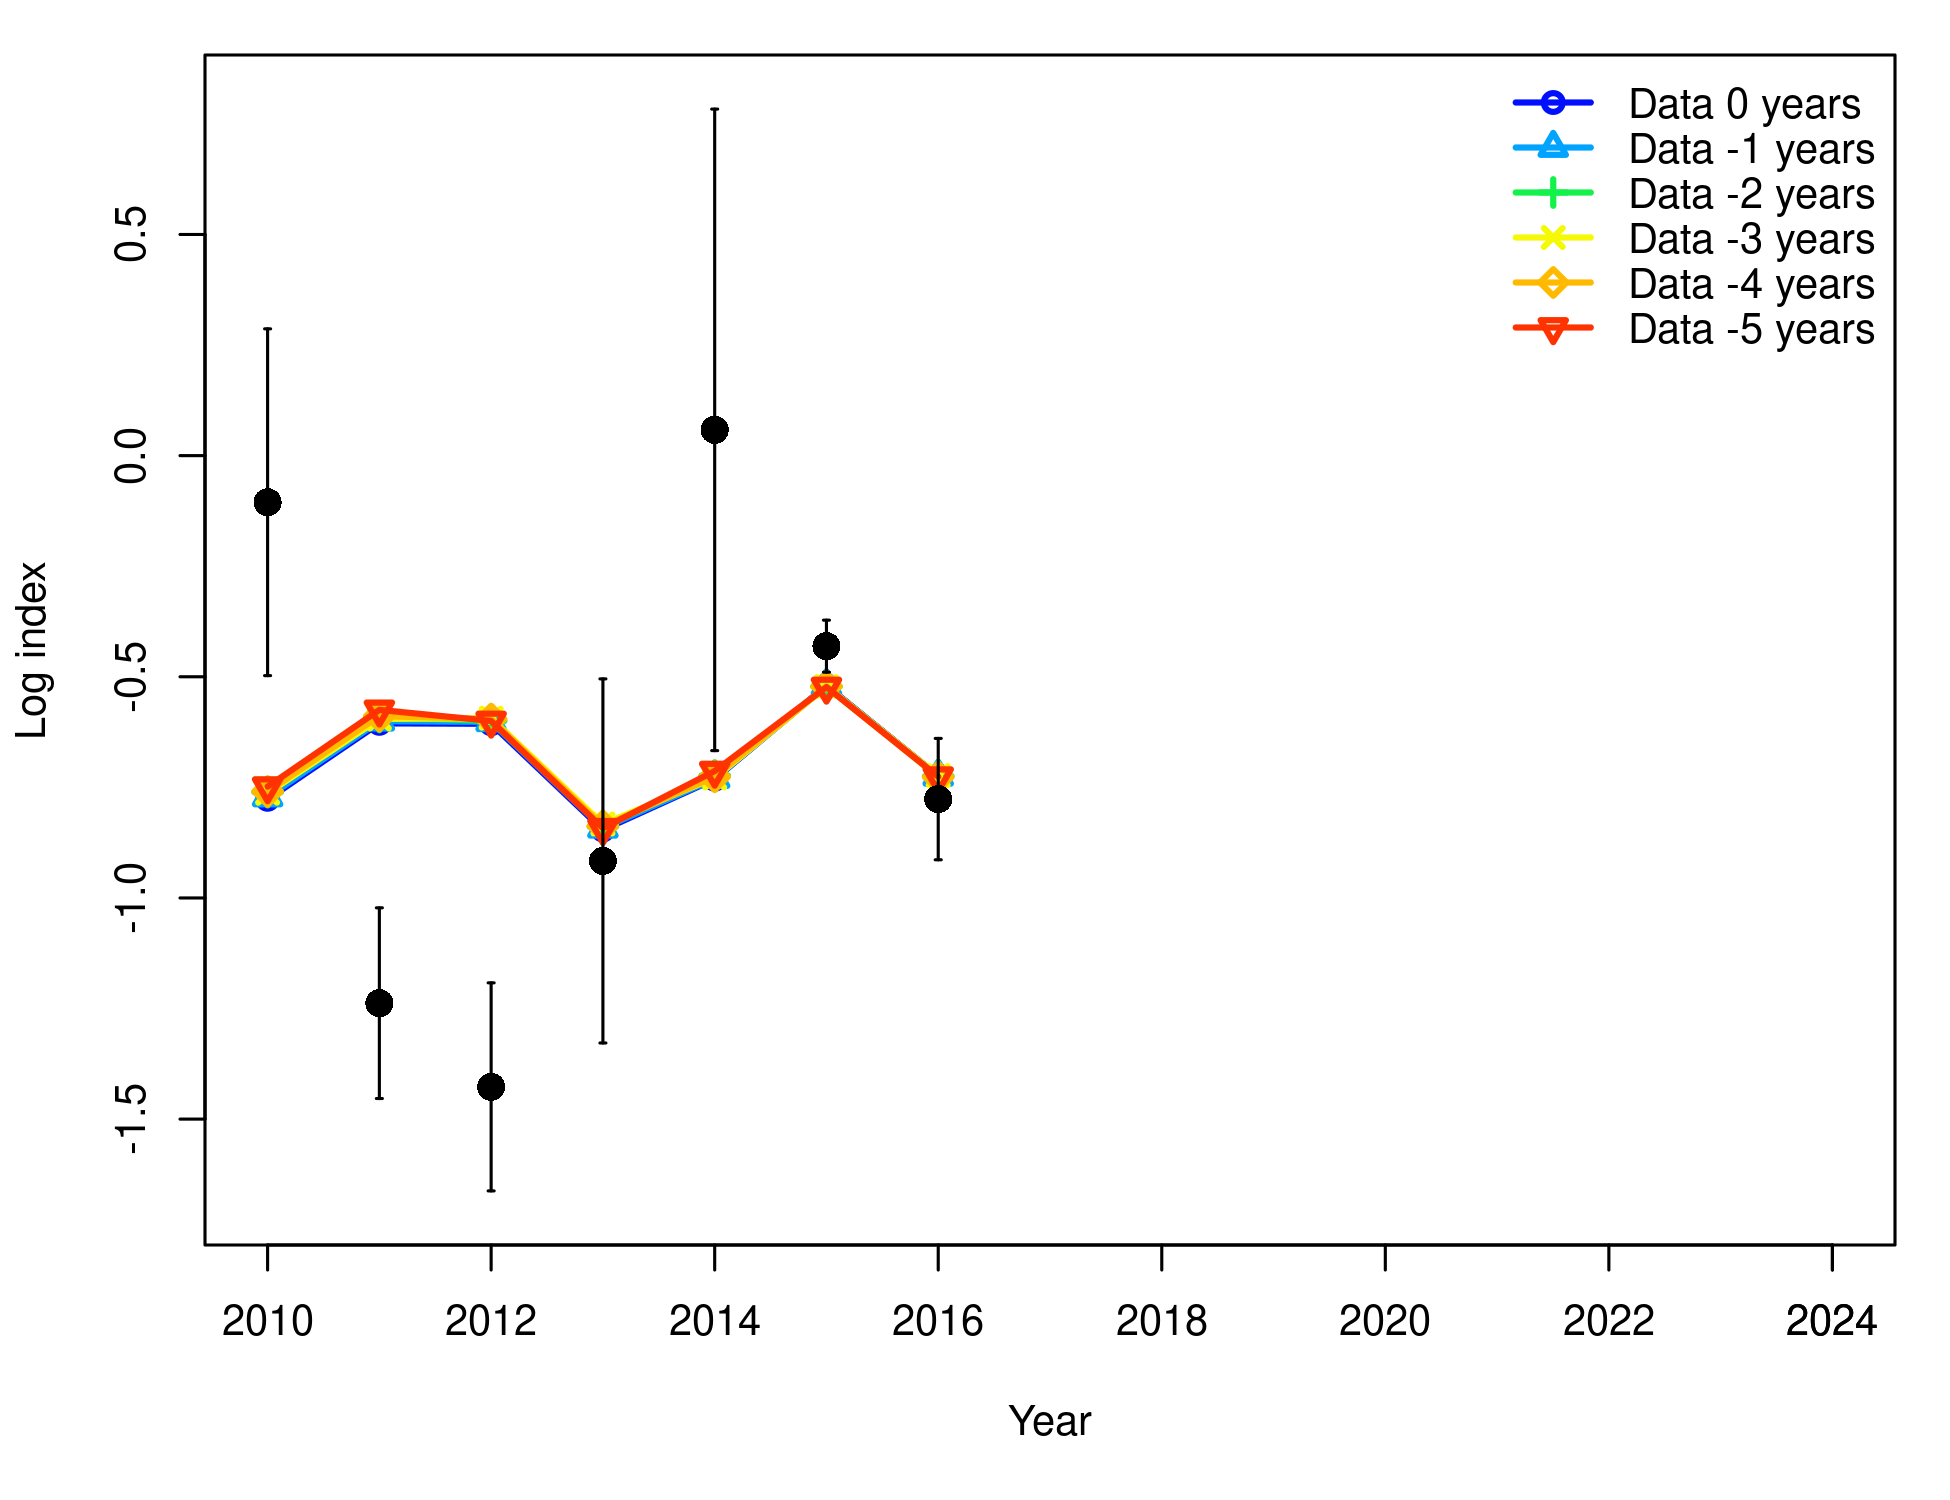 Data 0 years
Data -1 years
Data -2 years
Data -3 years
Data -4 years
Data -5 years
Log index
0.5
0.0
-0.5
-1.0
-1.5
2010 2012 2014 2016 2018 2020 2022 2024
Year